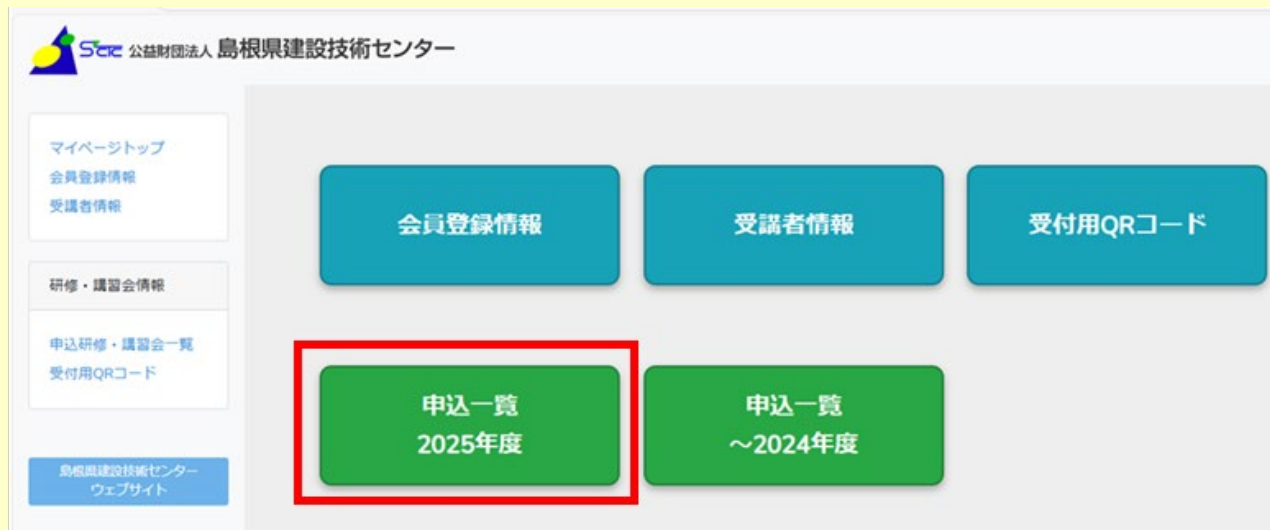 SCTC 公益財団法人 島根県建設技術センター
マイページトップ
会員登録情報
受講者情報
研修・講習会情報
申込研修・講習会一覧
受付用QRコード
島根県建設技術センター
ウェブサイト
会員登録情報
受講者情報
受付用QRコード
申込一覧
2025年度
申込一覧
～2024年度